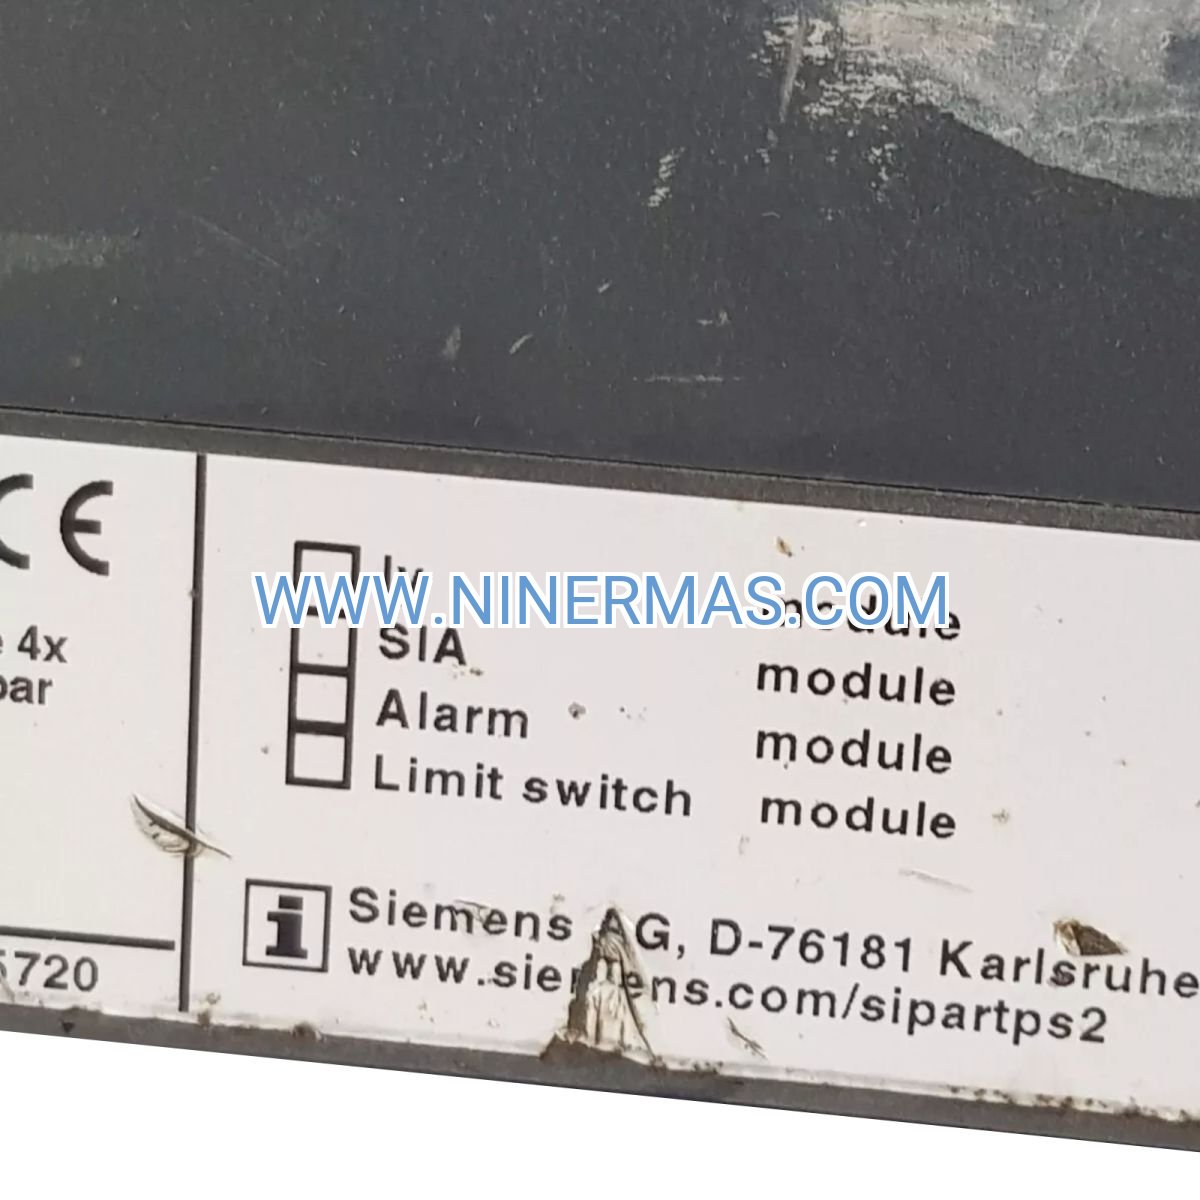 CE
4x
bar
5720
WWW.NINERMAS.COM
Iy module
SIA module
Alarm module
Limit switch module
i Siemens AG, D-76181 Karlsruhe
www.siemens.com/sipartps2